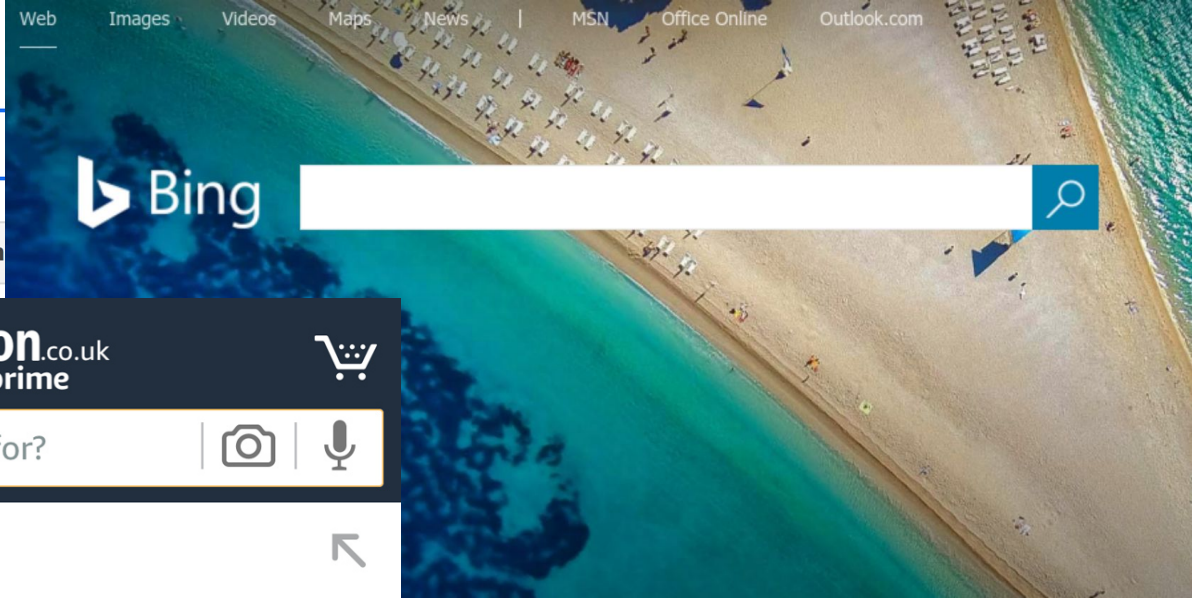 Web Images Videos Maps News | MSN Office Online Outlook.com
Bing
on.co.uk
prime
for?